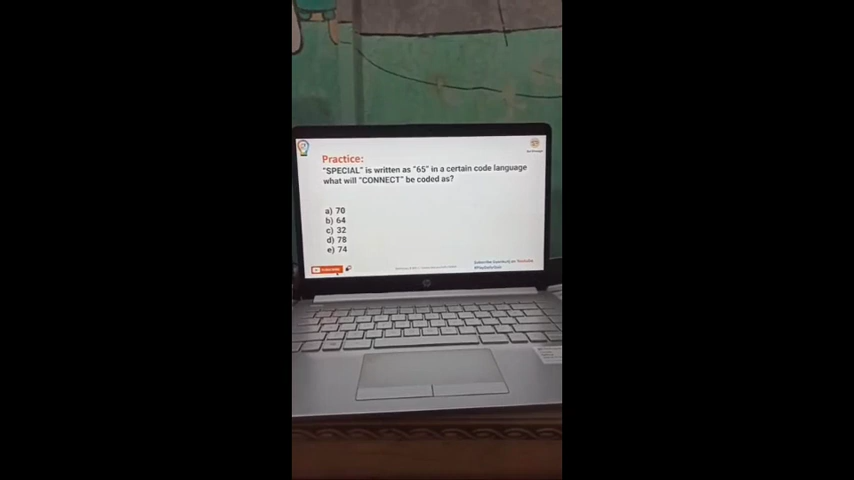 Practice:
"SPECIAL" is written as "65" in a certain code language
what will "CONNECT" be coded as?
a) 70
b) 64
c) 32
d) 78
e) 74
hp